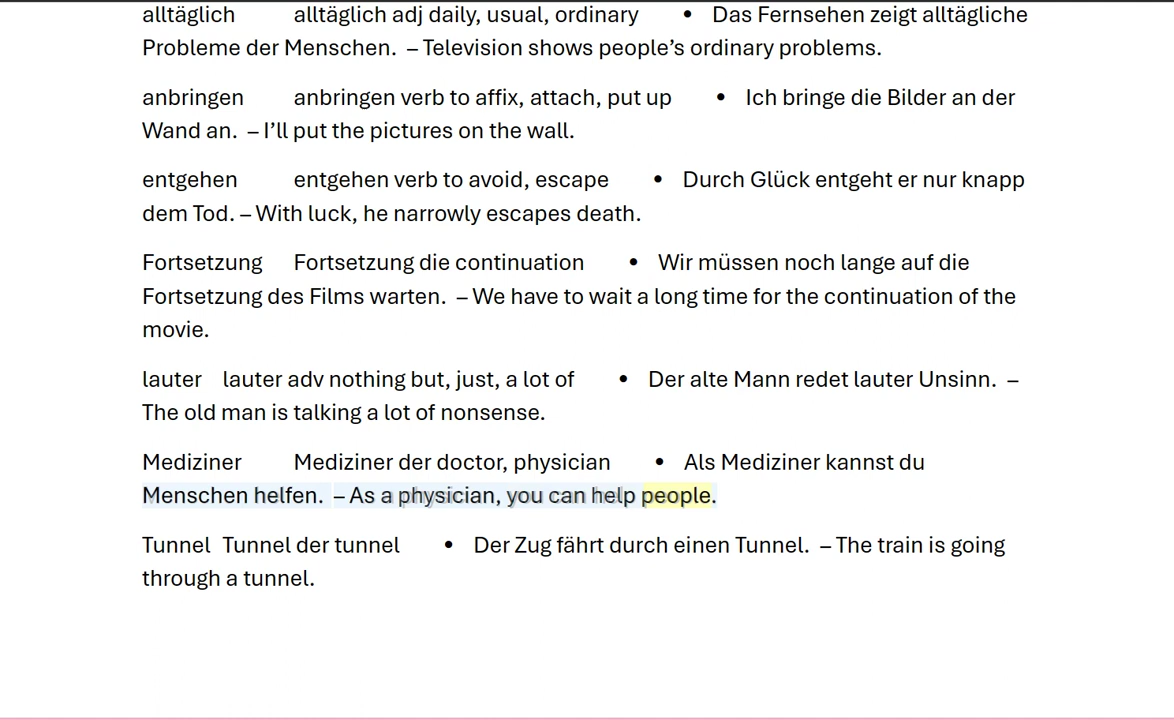 alltäglich alltäglich adj daily, usual, ordinary • Das Fernsehen zeigt alltägliche
Probleme der Menschen. – Television shows people’s ordinary problems.
anbringen anbringen verb to affix, attach, put up • Ich bringe die Bilder an der
Wand an. – I’ll put the pictures on the wall.
entgehen entgehen verb to avoid, escape • Durch Glück entgeht er nur knapp
dem Tod. – With luck, he narrowly escapes death.
Fortsetzung Fortsetzung die continuation • Wir müssen noch lange auf die
Fortsetzung des Films warten. – We have to wait a long time for the continuation of the
movie.
lauter lauter adv nothing but, just, a lot of • Der alte Mann redet lauter Unsinn. –
The old man is talking a lot of nonsense.
Mediziner Mediziner der doctor, physician • Als Mediziner kannst du
Menschen helfen. – As a physician, you can help people.
Tunnel Tunnel der tunnel • Der Zug fährt durch einen Tunnel. – The train is going
through a tunnel.